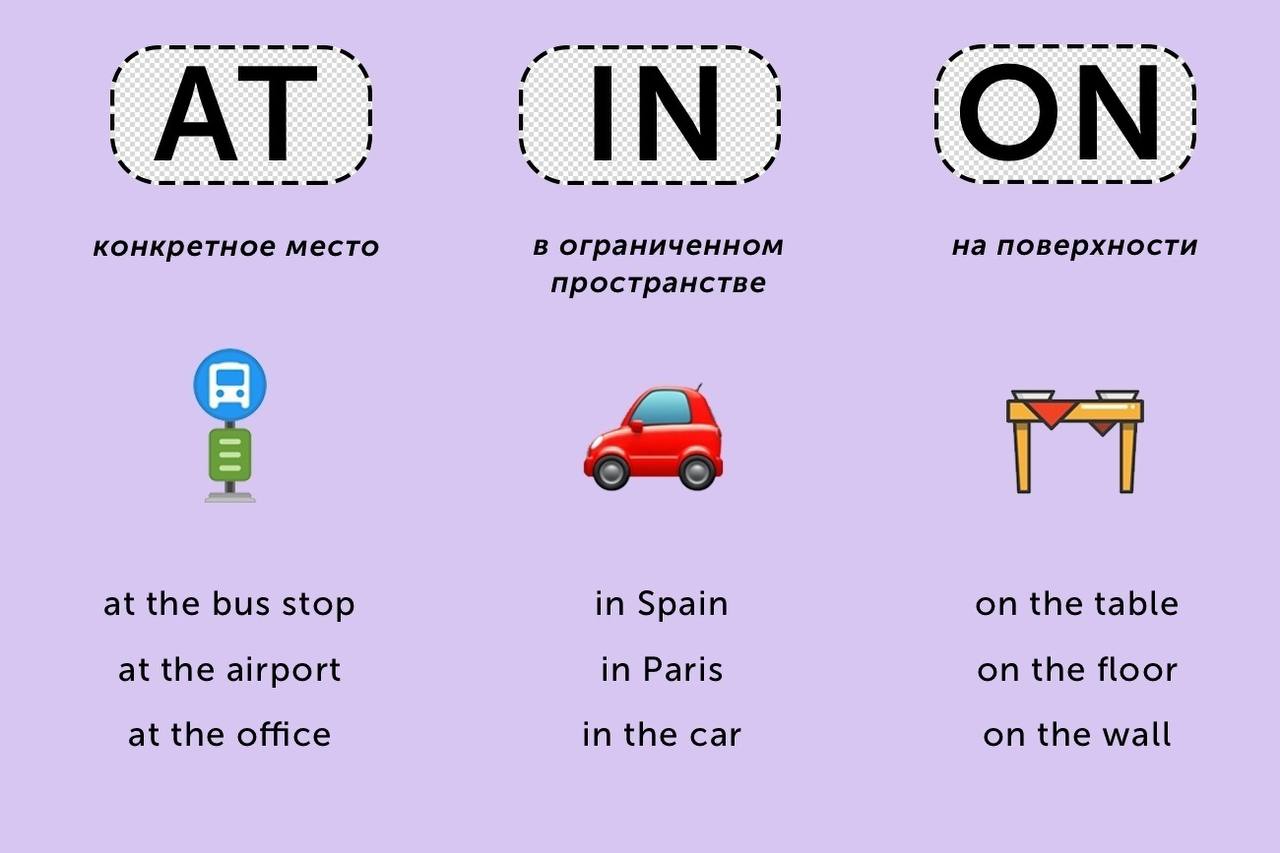 AT
конкретное место
at the bus stop
at the airport
at the office
IN
в ограниченном
пространстве
in Spain
in Paris
in the car
ON
на поверхности
on the table
on the floor
on the wall